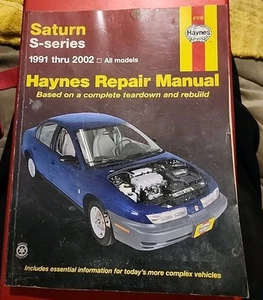 Saturn
S-series
1991 thru 2002 □ All models
Haynes
Haynes Repair Manual
Based on a complete teardown and rebuild
Includes essential information for today's more complex vehicles